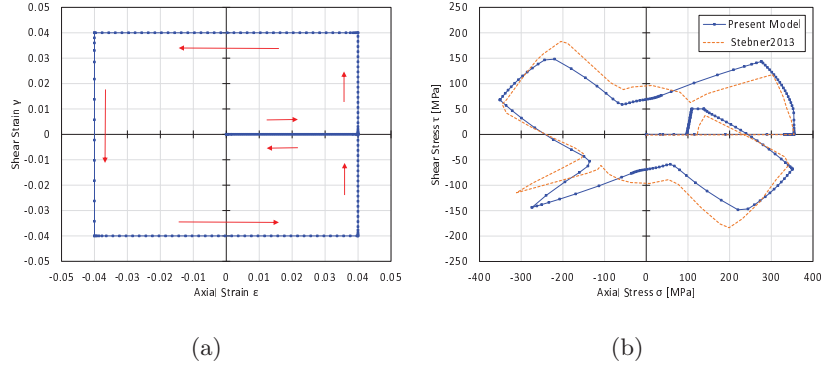 0.05
0.04
0.03
0.02
0.01
0
-0.01
-0.02
-0.03
-0.04
-0.05
Shear Strain γ
-0.05 -0.04 -0.03 -0.02 -0.01 0 0.01 0.02 0.03 0.04 0.05
Axial Strain ε
(a)
250
200
150
100
50
0
-50
-100
-150
-200
-250
Shear Stress τ [MPa]
Present Model
Stebner2013
-400 -300 -200 -100 0 100 200 300 400
Axial Stress σ [MPa]
(b)